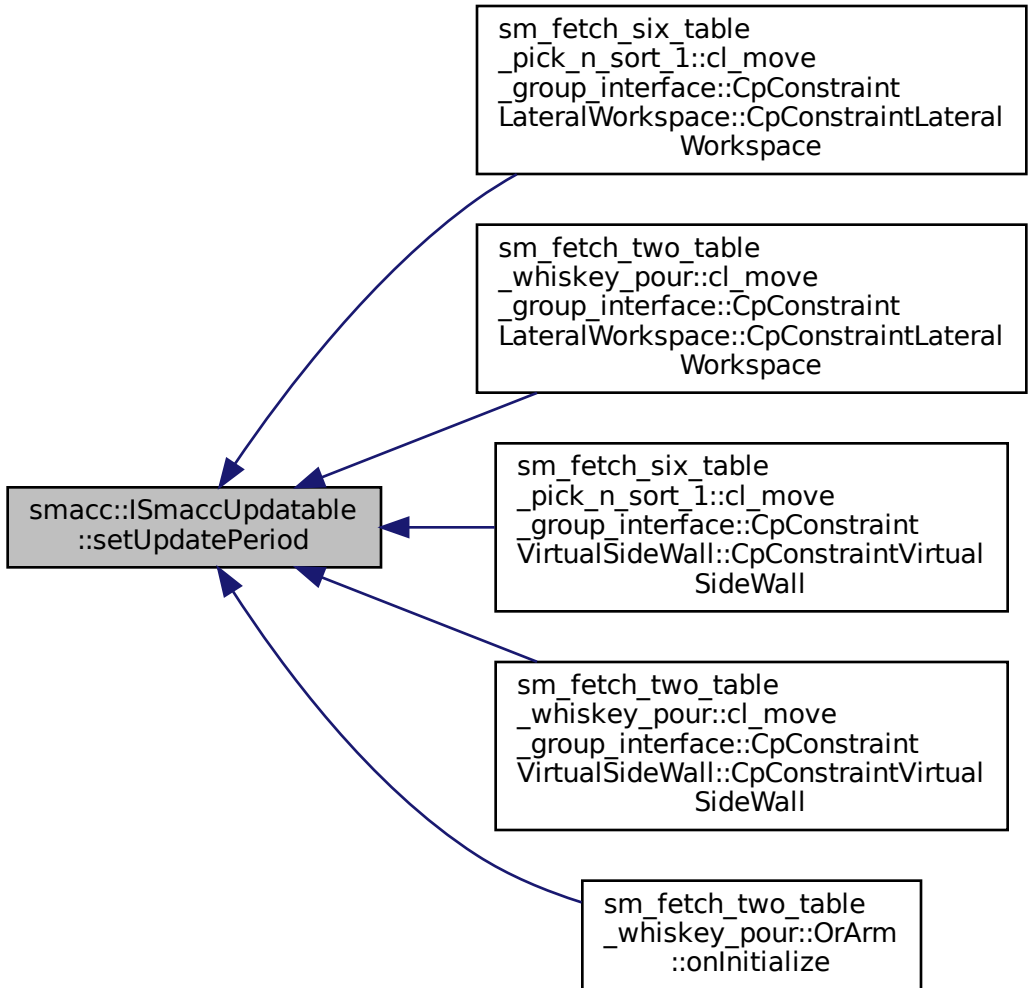 sm_fetch_six_table
_pick_n_sort_1::cl_move
_group_interface::CpConstraint
LateralWorkspace::CpConstraintLateral
Workspace
sm_fetch_two_table
_whiskey_pour::cl_move
_group_interface::CpConstraint
LateralWorkspace::CpConstraintLateral
Workspace
sm_fetch_six_table
_pick_n_sort_1::cl_move
_group_interface::CpConstraint
VirtualSideWall::CpConstraintVirtual
SideWall
smacc::ISmaccUpdatable
::setUpdatePeriod
sm_fetch_two_table
_whiskey_pour::cl_move
_group_interface::CpConstraint
VirtualSideWall::CpConstraintVirtual
SideWall
sm_fetch_two_table
_whiskey_pour::OrArm
::onInitialize